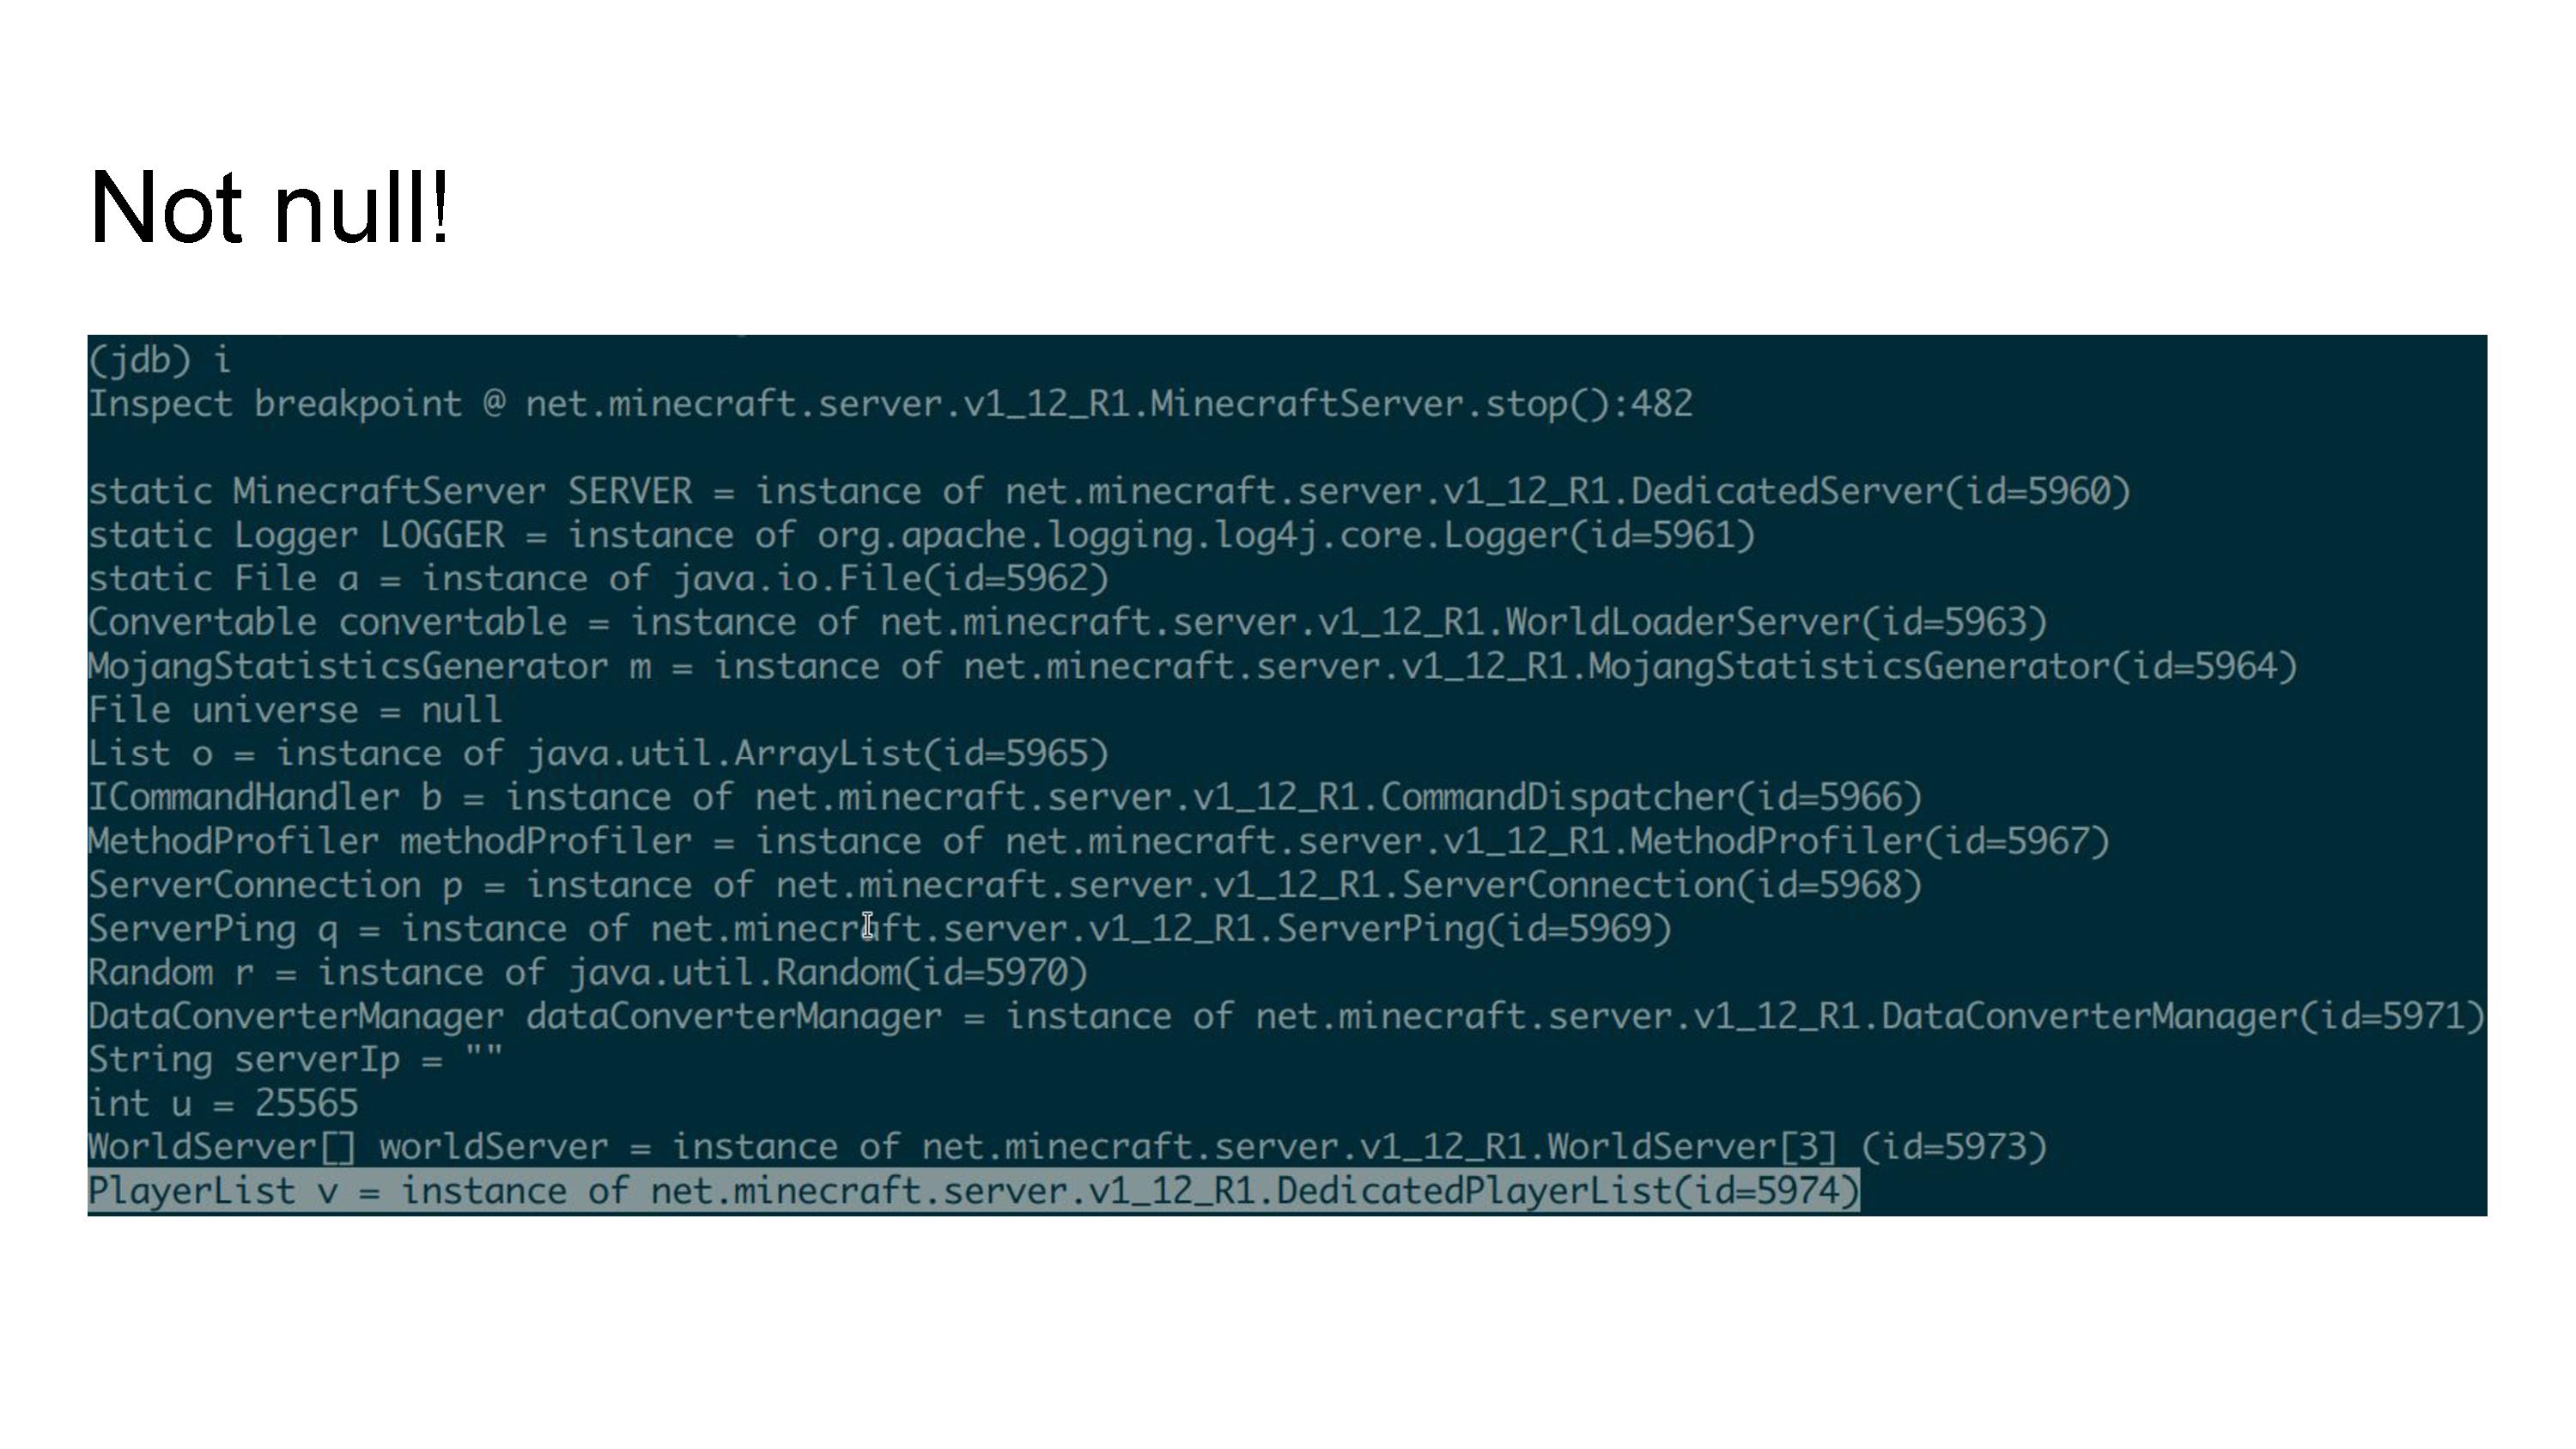 Not null!
(jdb) i
Inspect breakpoint @ net.minecraft.server.v1_12_R1.MinecraftServer.stop():482
static MinecraftServer SERVER = instance of net.minecraft.server.v1_12_R1.DedicatedServer(id=5960)
static Logger LOGGER = instance of org.apache.logging.log4j.core.Logger(id=5961)
static File a = instance of java.io.File(id=5962)
Convertable convertable = instance of net.minecraft.server.v1_12_R1.WorldLoaderServer(id=5963)
MojangStatisticsGenerator m = instance of net.minecraft.server.v1_12_R1.MojangStatisticsGenerator(id=5964)
File universe = null
List o = instance of java.util.ArrayList(id=5965)
ICommandHandler b = instance of net.minecraft.server.v1_12_R1.CommandDispatcher(id=5966)
MethodProfiler methodProfiler = instance of net.minecraft.server.v1_12_R1.MethodProfiler(id=5967)
ServerConnection p = instance of net.minecraft.server.v1_12_R1.ServerConnection(id=5968)
ServerPing q = instance of net.minecraft.server.v1_12_R1.ServerPing(id=5969)
Random r = instance of java.util.Random(id=5970)
DataConverterManager dataConverterManager = instance of net.minecraft.server.v1_12_R1.DataConverterManager(id=5971)
String serverIp = ""
int u = 25565
WorldServer[] worldServer = instance of net.minecraft.server.v1_12_R1.WorldServer[3] (id=5973)
PlayerList v = instance of net.minecraft.server.v1_12_R1.DedicatedPlayerList(id=5974)